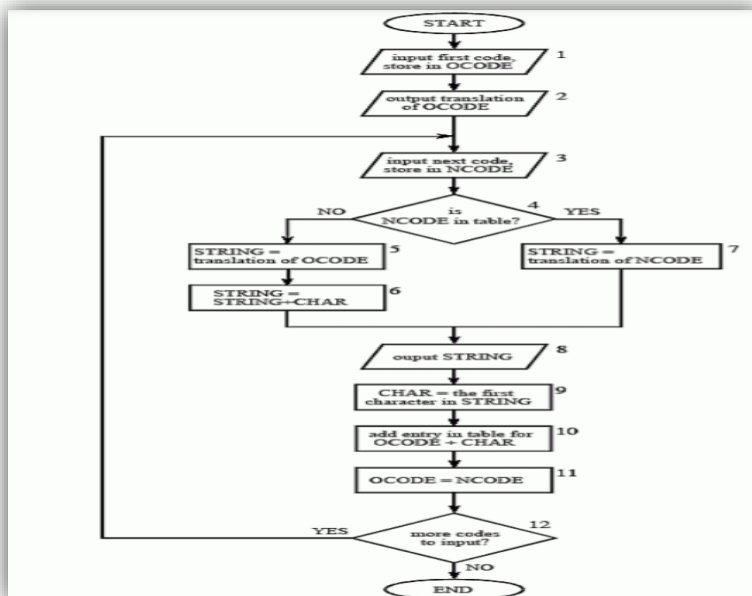 START
input first code,
store in OCODE
1
output translation
of OCODE
2
input next code,
store in NCODE
3
is
NCODE in table?
4
NO
YES
STRING =
translation of OCODE
5
STRING =
STRING+CHAR
6
STRING =
translation of NCODE
7
ouput STRING
8
CHAR = the first
character in STRING
9
add entry in table for
OCODE + CHAR
10
OCODE = NCODE
11
more codes
to input?
12
YES
NO
END